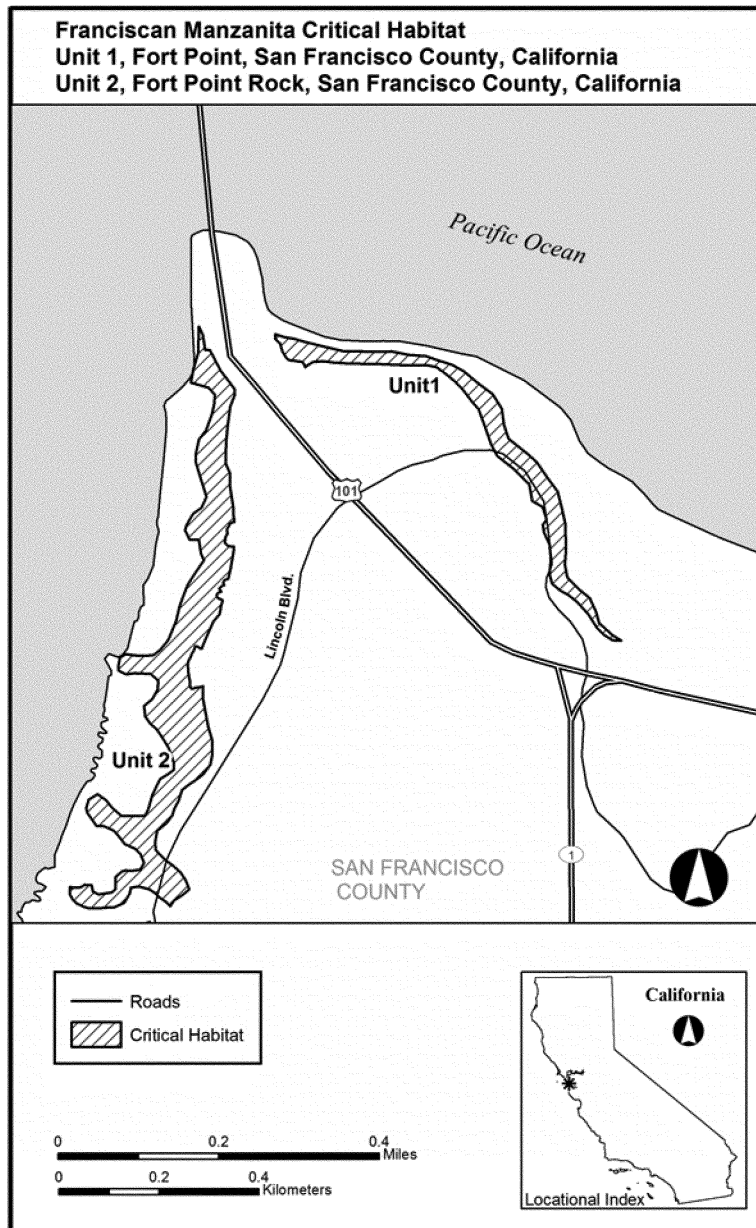 Franciscan Manzanita Critical Habitat
Unit 1, Fort Point, San Francisco County, California
Unit 2, Fort Point Rock, San Francisco County, California
Pacific Ocean
Unit1
101
Lincoln Blvd.
Unit 2
SAN FRANCISCO
COUNTY
1
Roads
Critical Habitat
California
Locational Index
0 0.2 0.4
Miles
0 0.2 0.4
Kilometers